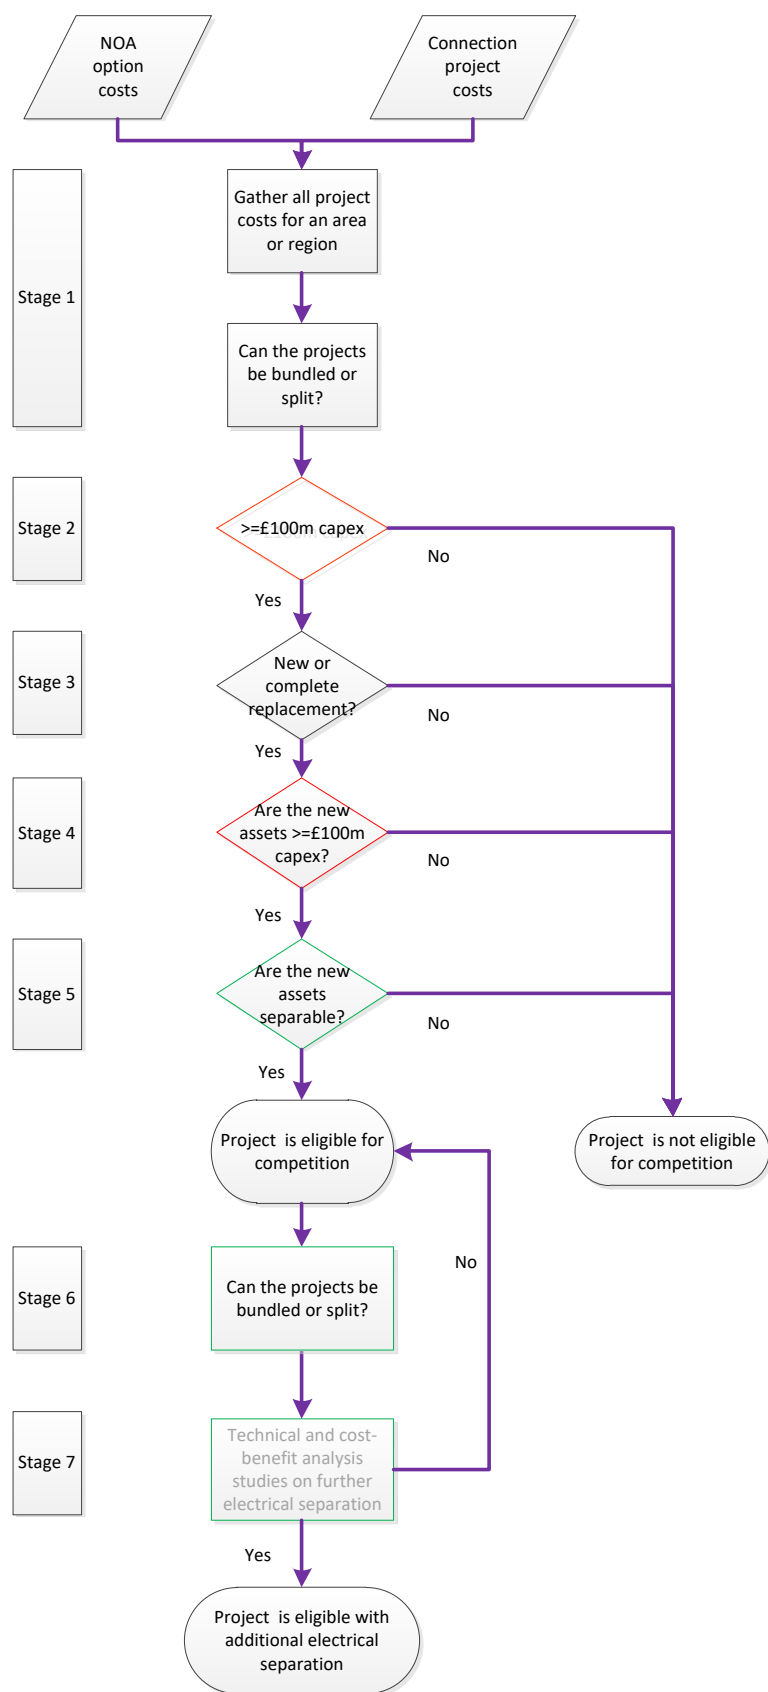 NOA
option
costs
Connection
project
costs
Stage 1
Gather all project
costs for an area
or region
Can the projects
be bundled or
split?
Stage 2
>=£100m capex
No
Yes
Stage 3
New or
complete
replacement?
No
Yes
Stage 4
Are the new
assets >=£100m
capex?
No
Yes
Stage 5
Are the new
assets
separable?
No
Yes
Project  is eligible for
competition
Project  is not eligible
for competition
Stage 6
Can the projects be
bundled or split?
No
Stage 7
Technical and cost-
benefit analysis
studies on further
electrical separation
Yes
Project  is eligible with
additional electrical
separation